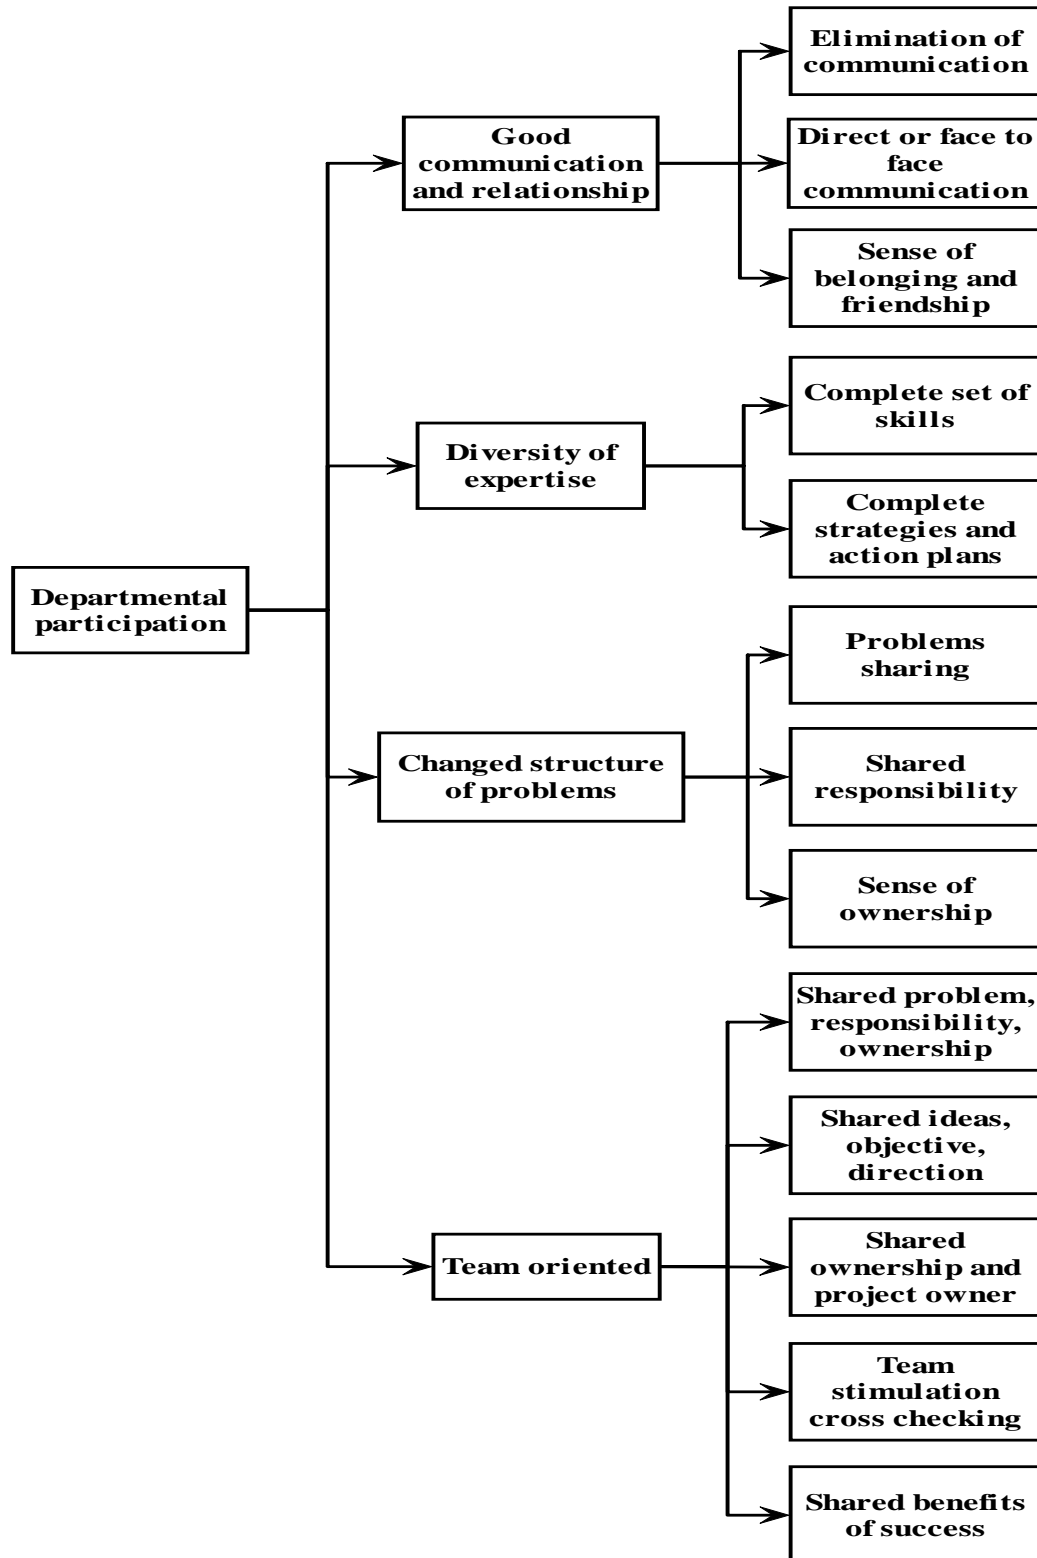 Departmental
participation
Good
communication
and relationship
Elimination of
communication
Direct or face to
face
communication
Sense of
belonging and
friendship
Diversity of
expertise
Complete set of
skills
Complete
strategies and
action plans
Changed structure
of problems
Problems
sharing
Shared
responsibility
Sense of
ownership
Team oriented
Shared problem,
responsibility,
ownership
Shared ideas,
objective,
direction
Shared
ownership and
project owner
Team
stimulation
cross checking
Shared benefits
of success